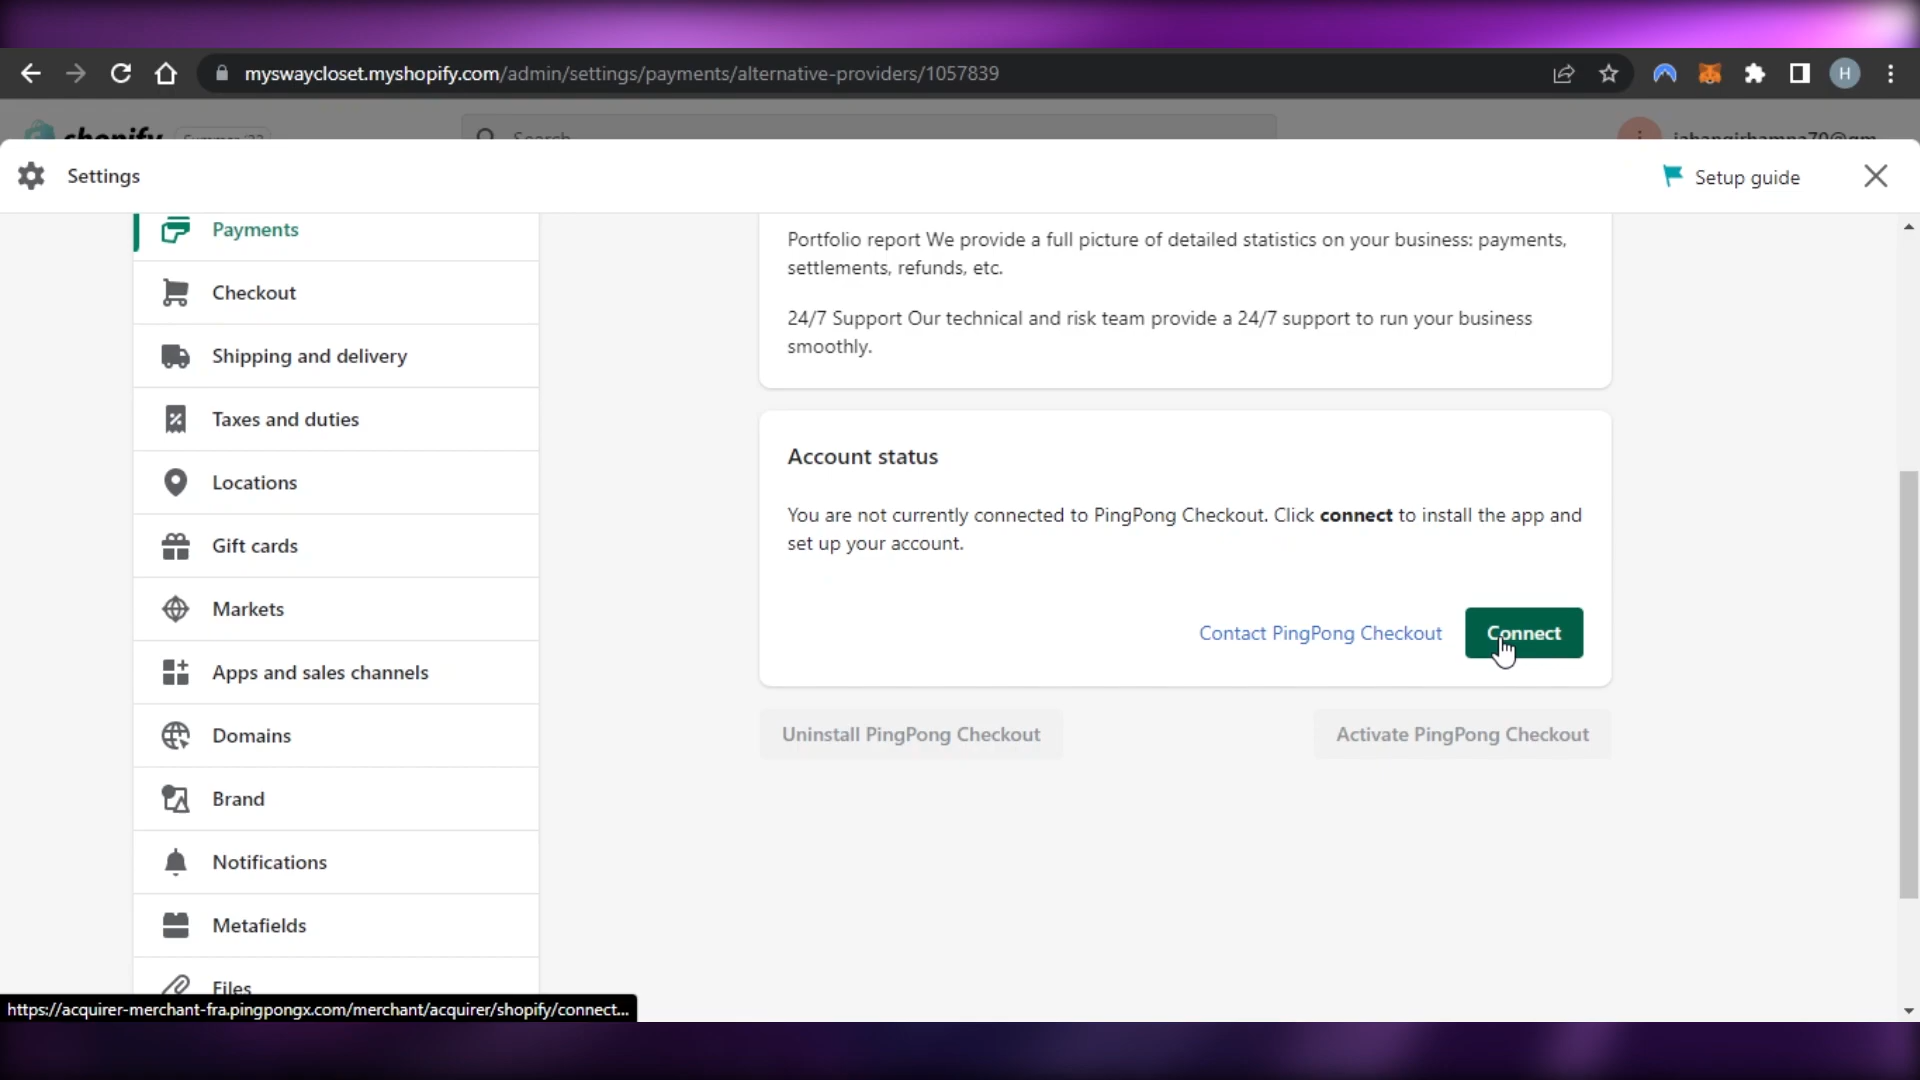 myswaycloset.myshopify.com/admin/settings/payments/alternative-providers/1057839
H
shopify
Search
Settings
Setup guide
Payments
Checkout
Shipping and delivery
Taxes and duties
Locations
Gift cards
Markets
Apps and sales channels
Domains
Brand
Notifications
Metafields
Files
Portfolio report We provide a full picture of detailed statistics on your business: payments,
settlements, refunds, etc.
24/7 Support Our technical and risk team provide a 24/7 support to run your business
smoothly.
Account status
You are not currently connected to PingPong Checkout. Click connect to install the app and
set up your account.
Contact PingPong Checkout
Connect
Uninstall PingPong Checkout
Activate PingPong Checkout
https://acquirer-merchant-fra.pingpongx.com/merchant/acquirer/shopify/connect...